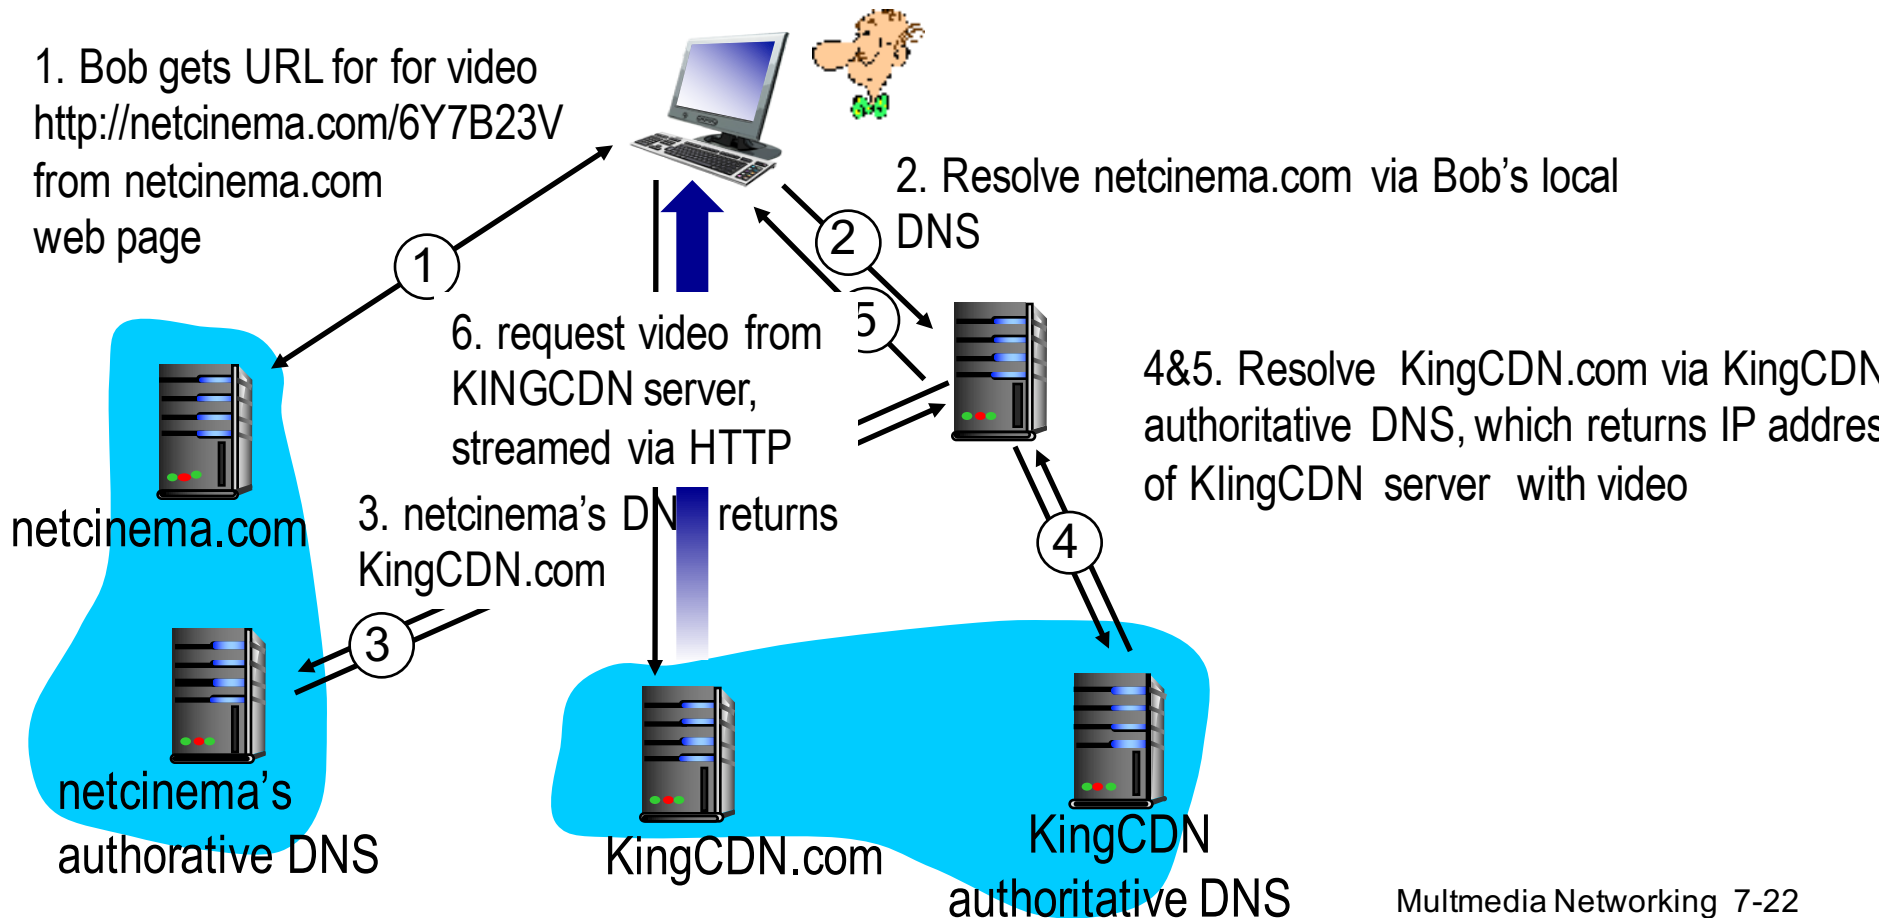 1. Bob gets URL for for video
http://netcinema.com/6Y7B23V
from netcinema.com
web page
2. Resolve netcinema.com via Bob's local
DNS
1
2
5
6. request video from
KINGCDN server,
streamed via HTTP
4&5. Resolve KingCDN.com via KingCDN
authoritative DNS, which returns IP addres
of KIingCDN server with video
netcinema.com
3. netcinema's DN returns
KingCDN.com
4
3
netcinema's
authorative DNS
KingCDN.com
KingCDN
authoritative DNS
Multmedia Networking 7-22